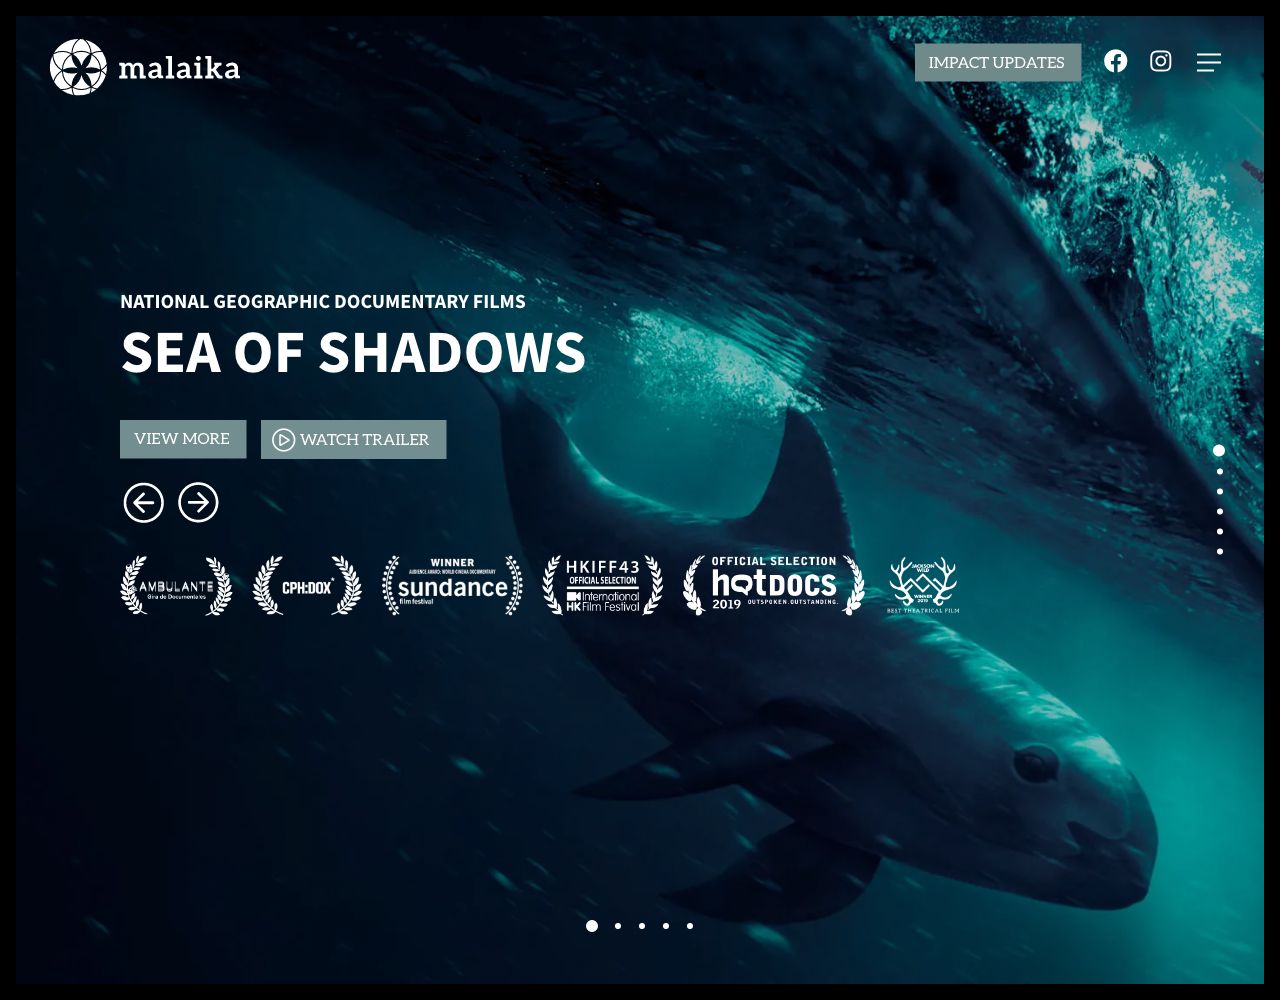 malaika
IMPACT UPDATES
NATIONAL GEOGRAPHIC DOCUMENTARY FILMS
SEA OF SHADOWS
VIEW MORE
WATCH TRAILER
AMBULANTE
Gira de Documentales
CPH:DOX
WINNER
AUDIENCE AWARD: WORLD CINEMA DOCUMENTARY
sundance
film festival
HKIFF43
OFFICIAL SELECTION
International
HK Film Festival
OFFICIAL SELECTION
hotDOCS
2019 OUTSPOKEN. OUTSTANDING.
JACKSON
WILD
WINNER
2019
BEST THEATRICAL FILM